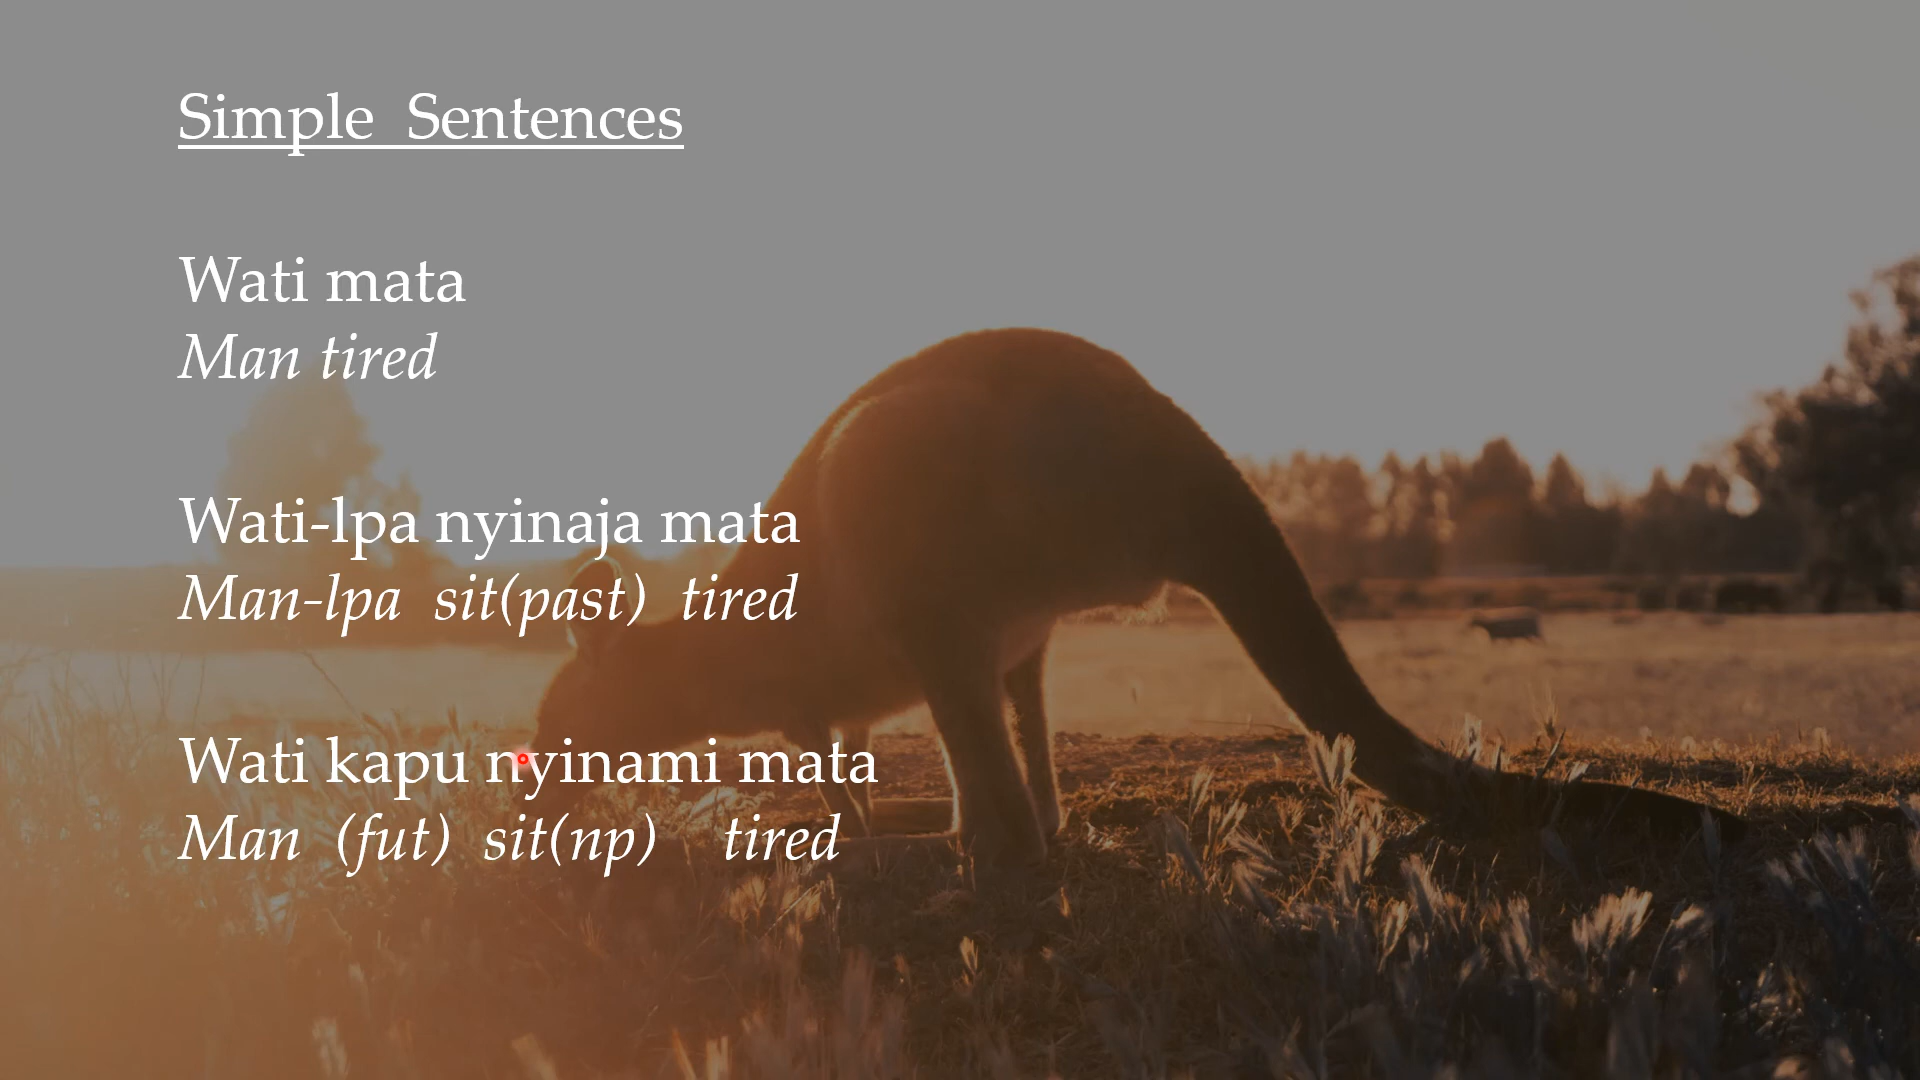 Simple Sentences
Wati mata
Man tired
Wati-lpa nyinaja mata
Man-lpa sit(past) tired
Wati kapu nyinami mata
Man (fut) sit(np) tired